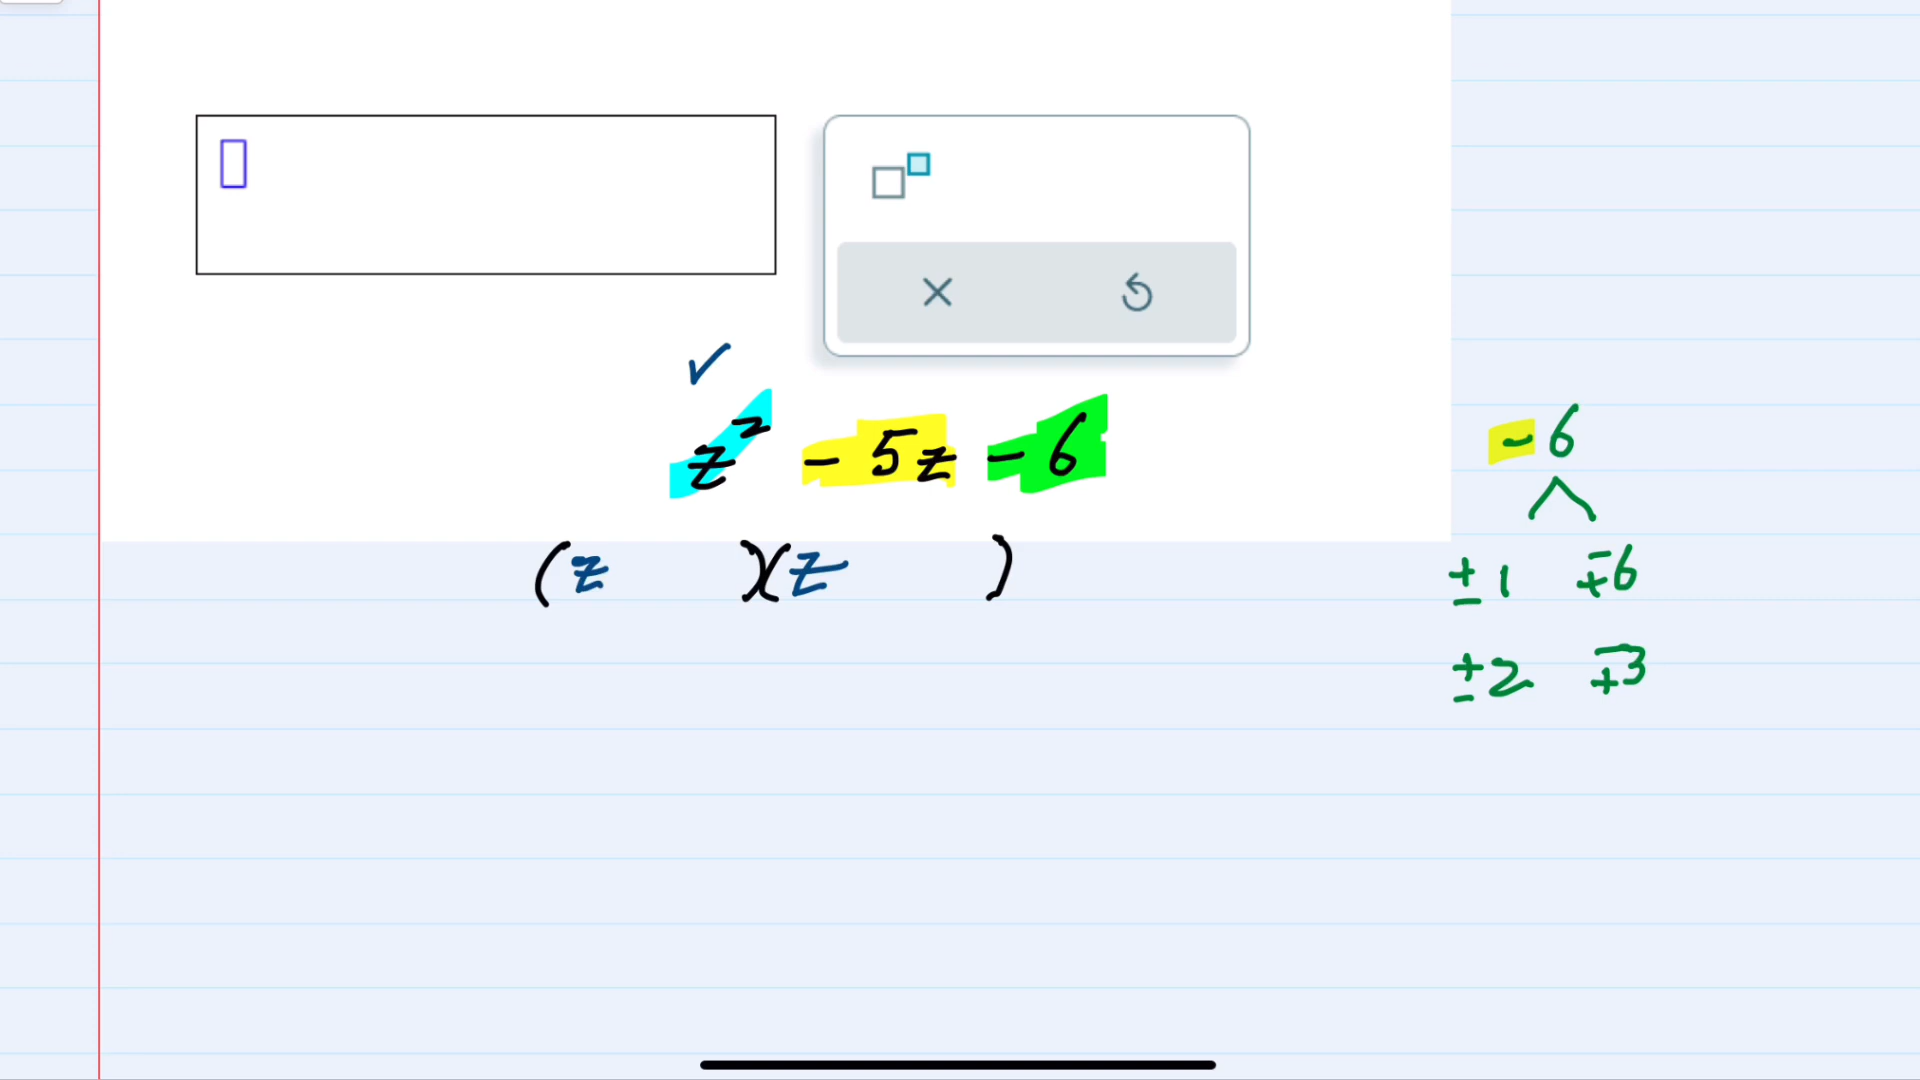 z² - 5z - 6
(z )(z )
- 6
± 1 ∓ 6
± 2 ∓ 3